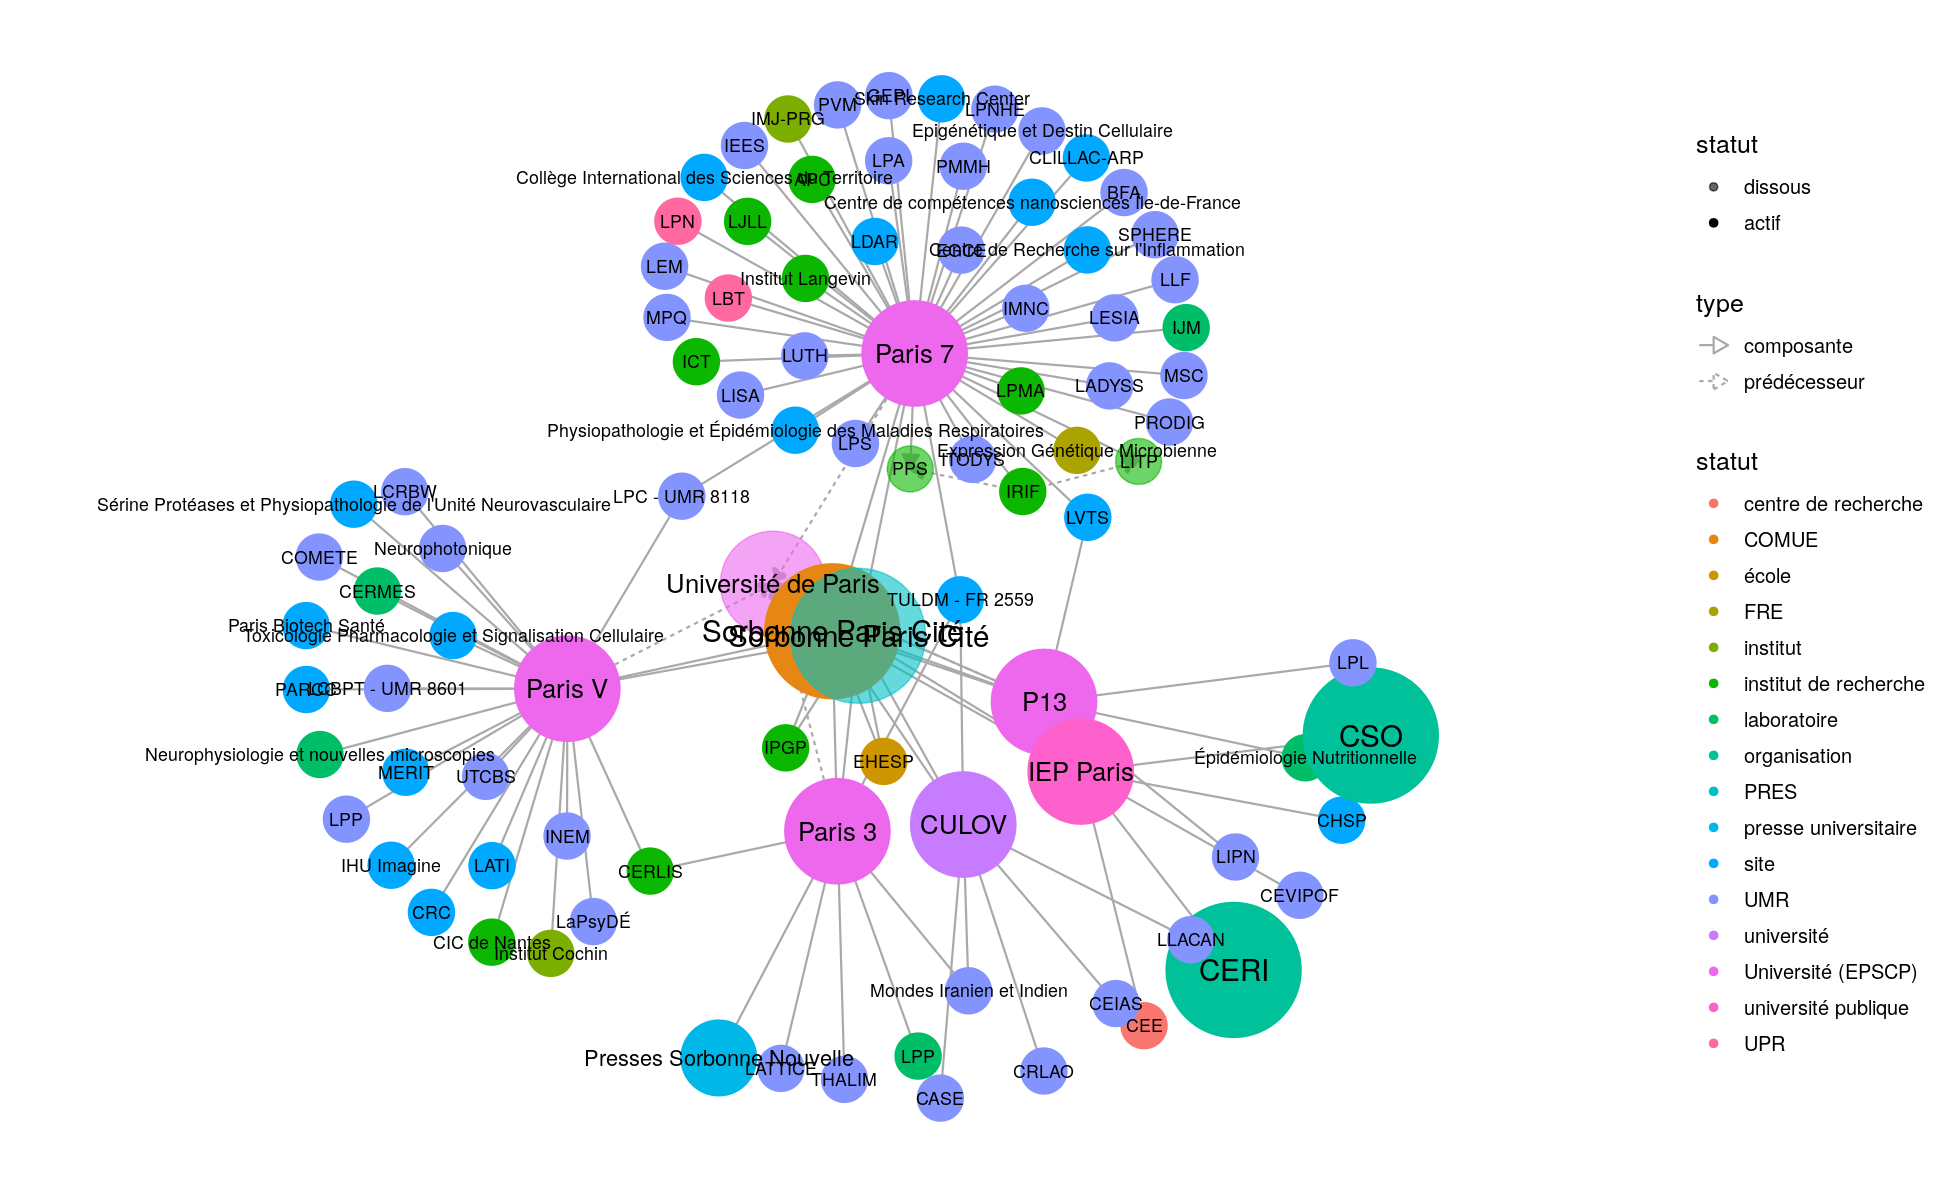 GEPI
Skin Research Center
PVM
LPNHE
IMJ-PRG
Epigénétique et Destin Cellulaire
IEES
LPA
PMMH
CLILLAC-ARP
Collège International des Sciences du Territoire
APC
BFA
Centre de compétences nanosciences Ile-de-France
LPN
LJLL
SPHERE
LDAR
EGCE
Centre de Recherche sur l'Inflammation
LEM
Institut Langevin
LLF
LBT
IMNC
MPQ
LESIA
IJM
Paris 7
LUTH
ICT
MSC
LADYSS
LPMA
LISA
PRODIG
Physiopathologie et Épidémiologie des Maladies Respiratoires
LPS
Expression Génétique Microbienne
ITODYS
LITP
PPS
IRIF
LCRBW
LPC - UMR 8118
Sérine Protéases et Physiopathologie de l'Unité Neurovasculaire
LVTS
Neurophotonique
COMETE
Université de Paris
CERMES
TULDM - FR 2559
Paris Biotech Santé
Toxicologie Pharmacologie et Signalisation Cellulaire
Sorbonne Paris Cité
Sorbonne Paris Cité
LPL
PARCC
LCBPT - UMR 8601
Paris V
P13
CSO
Neurophysiologie et nouvelles microscopies
IPGP
EHESP
Épidémiologie Nutritionnelle
MERIT
UTCBS
IEP Paris
LPP
CHSP
CULOV
Paris 3
INEM
LIPN
IHU Imagine
LATI
CERLIS
CEVIPOF
CRC
LaPsyDÉ
CIC de Nantes
Institut Cochin
LLACAN
CERI
Mondes Iranien et Indien
CEIAS
CEE
Presses Sorbonne Nouvelle
LATTICE
LPP
THALIM
CRLAO
CASE
statut
dissous
actif
type
composante
prédécesseur
statut
centre de recherche
COMUE
école
FRE
institut
institut de recherche
laboratoire
organisation
PRES
presse universitaire
site
UMR
université
Université (EPSCP)
université publique
UPR